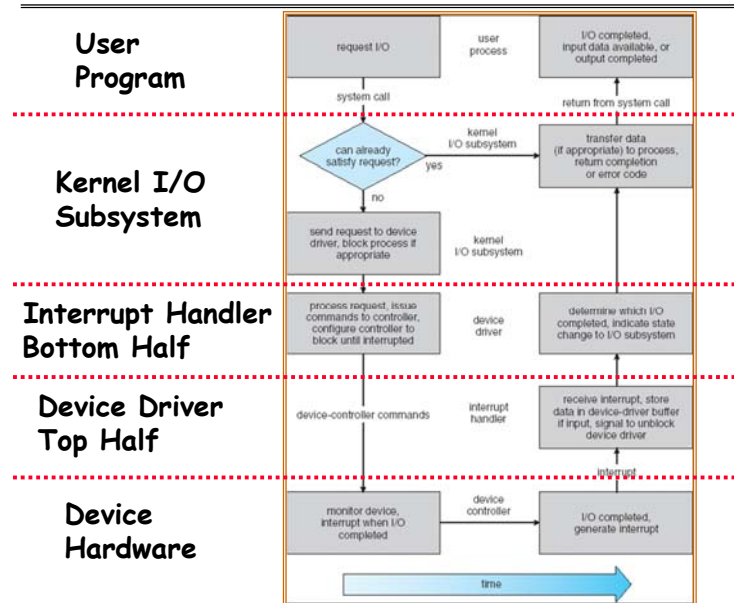 User
Program
request I/O
user
process
I/O completed,
input data available, or
output completed
system call
return from system call
Kernel I/O
Subsystem
can already
satisfy request?
yes
no
kernel
I/O subsystem
transfer data
(if appropriate) to process,
return completion
or error code
send request to device
driver, block process if
appropriate
kernel
I/O subsystem
Interrupt Handler
Bottom Half
process request, issue
commands to controller,
configure controller to
block until interrupted
device
driver
determine which I/O
completed, indicate state
change to I/O subsystem
Device Driver
Top Half
device-controller commands
interrupt
handler
receive interrupt, store
data in device-driver buffer
if input, signal to unblock
device driver
interrupt
Device
Hardware
monitor device,
interrupt when I/O
completed
device
controller
I/O completed,
generate interrupt
time